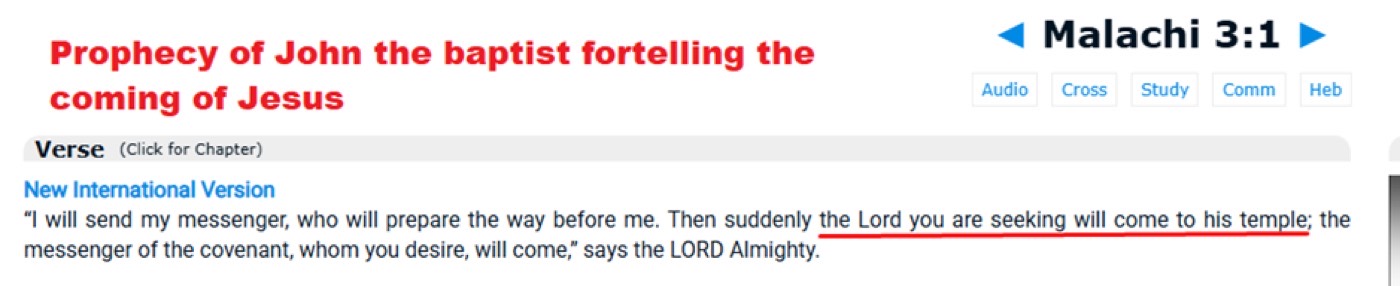 Prophecy of John the baptist fortelling the
coming of Jesus
Malachi 3:1
Audio Cross Study Comm Heb
Verse (Click for Chapter)
New International Version
“I will send my messenger, who will prepare the way before me. Then suddenly the Lord you are seeking will come to his temple; the
messenger of the covenant, whom you desire, will come,” says the LORD Almighty.